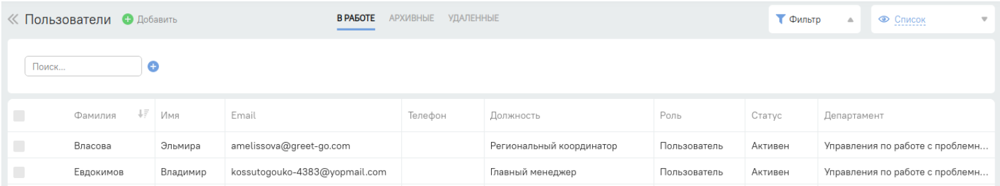 Пользователи Добавить В РАБОТЕ АРХИВНЫЕ УДАЛЕННЫЕ Фильтр Список
Поиск...
Фамилия Имя Email Телефон Должность Роль Статус Департамент
Власова Эльмира amelissova@greet-go.com Региональный координатор Пользователь Активен Управления по работе с проблемн...
Евдокимов Владимир kossutogouko-4383@yopmail.com Главный менеджер Пользователь Активен Управления по работе с проблемн...